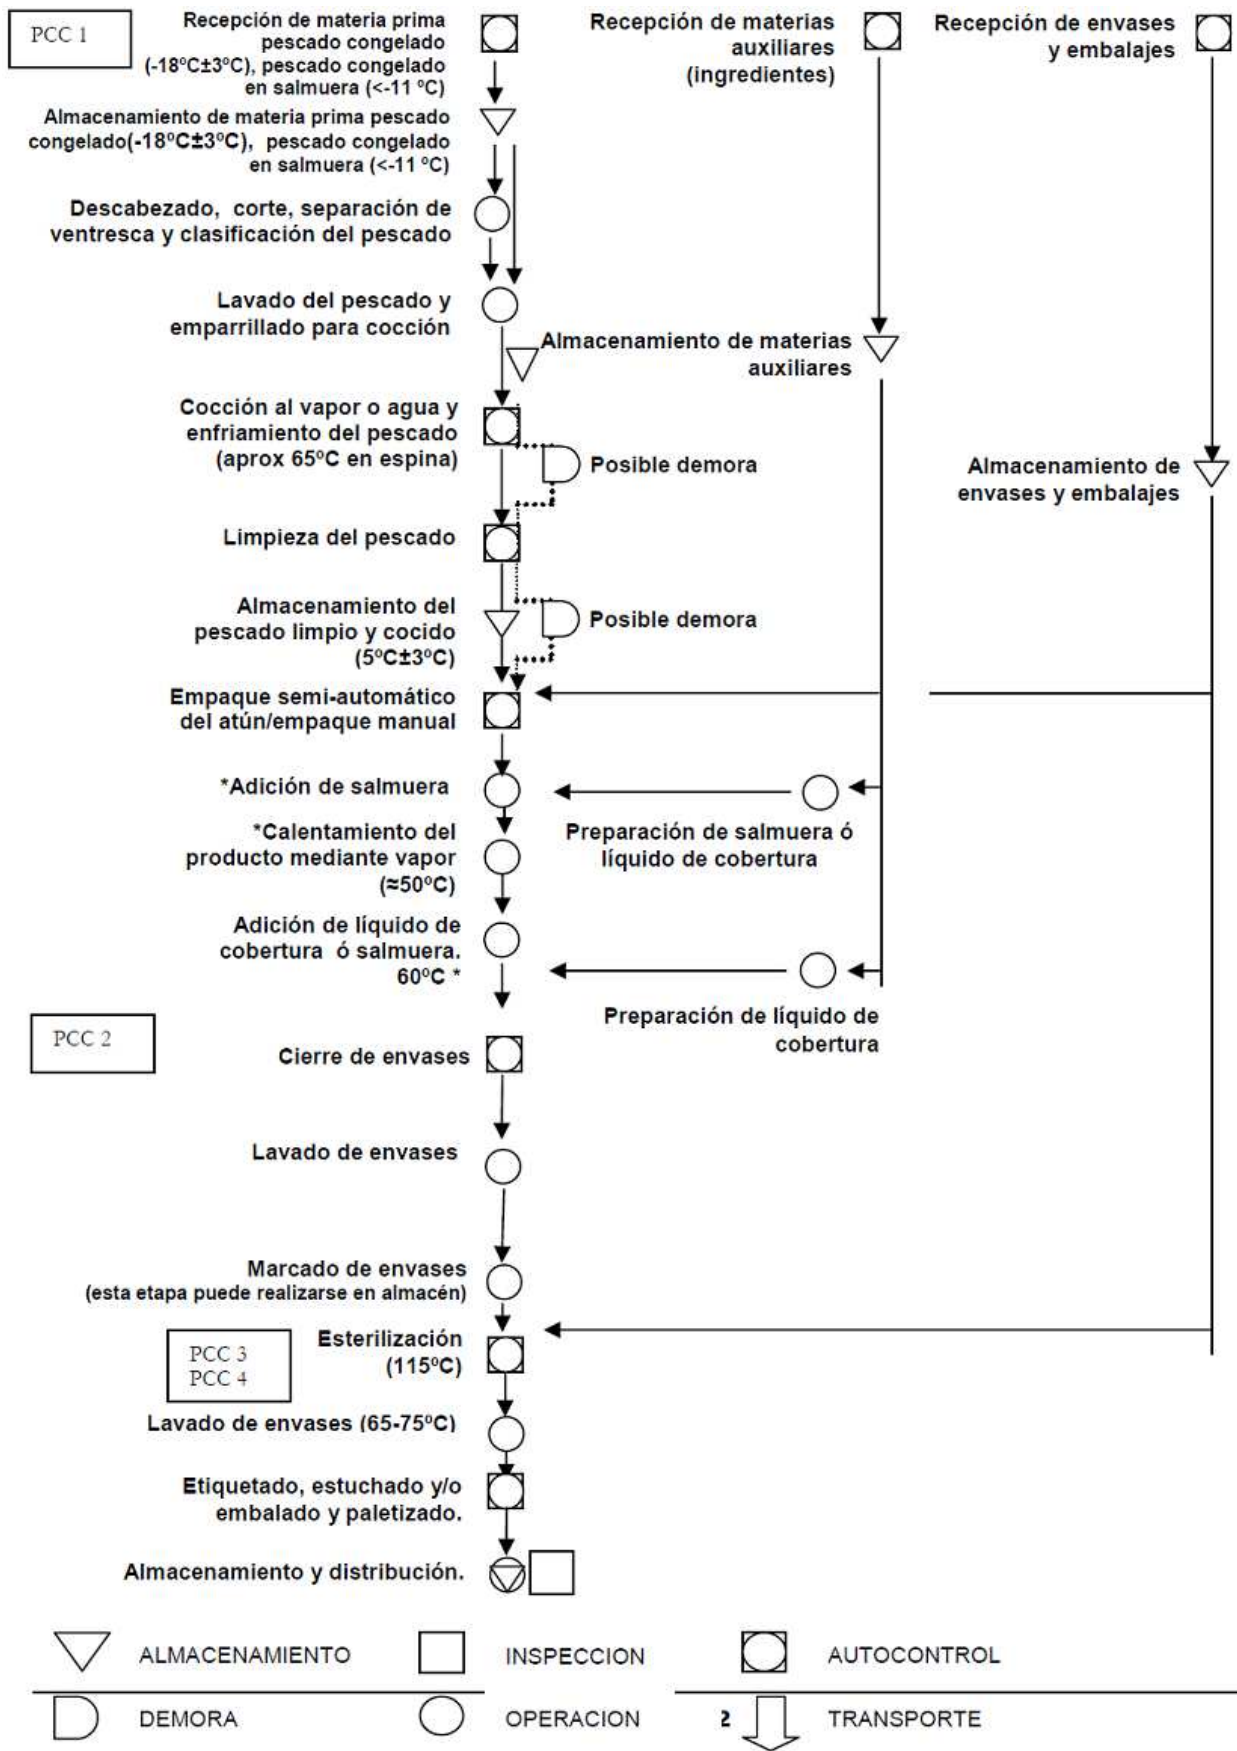 PCC 1
Recepción de materia prima
pescado congelado
(-18ºC±3ºC), pescado congelado
en salmuera (<-11 ºC)
Recepción de materias
auxiliares
(ingredientes)
Recepción de envases
y embalajes
Almacenamiento de materia prima pescado
congelado(-18ºC±3ºC), pescado congelado
en salmuera (<-11 ºC)
Descabezado, corte, separación de
ventresca y clasificación del pescado
Lavado del pescado y
emparrillado para cocción
Almacenamiento de materias
auxiliares
Cocción al vapor o agua y
enfriamiento del pescado
(aprox 65ºC en espina)
Posible demora
Almacenamiento de
envases y embalajes
Limpieza del pescado
Almacenamiento del
pescado limpio y cocido
(5ºC±3ºC)
Posible demora
Empaque semi-automático
del atún/empaque manual
*Adición de salmuera
*Calentamiento del
producto mediante vapor
(≈50ºC)
Preparación de salmuera ó
líquido de cobertura
Adición de líquido de
cobertura ó salmuera.
60ºC *
Preparación de líquido de
cobertura
PCC 2
Cierre de envases
Lavado de envases
Marcado de envases
(esta etapa puede realizarse en almacén)
PCC 3
PCC 4
Esterilización
(115ºC)
Lavado de envases (65-75ºC)
Etiquetado, estuchado y/o
embalado y paletizado.
Almacenamiento y distribución.
ALMACENAMIENTO
INSPECCION
AUTOCONTROL
DEMORA
OPERACION
2
TRANSPORTE